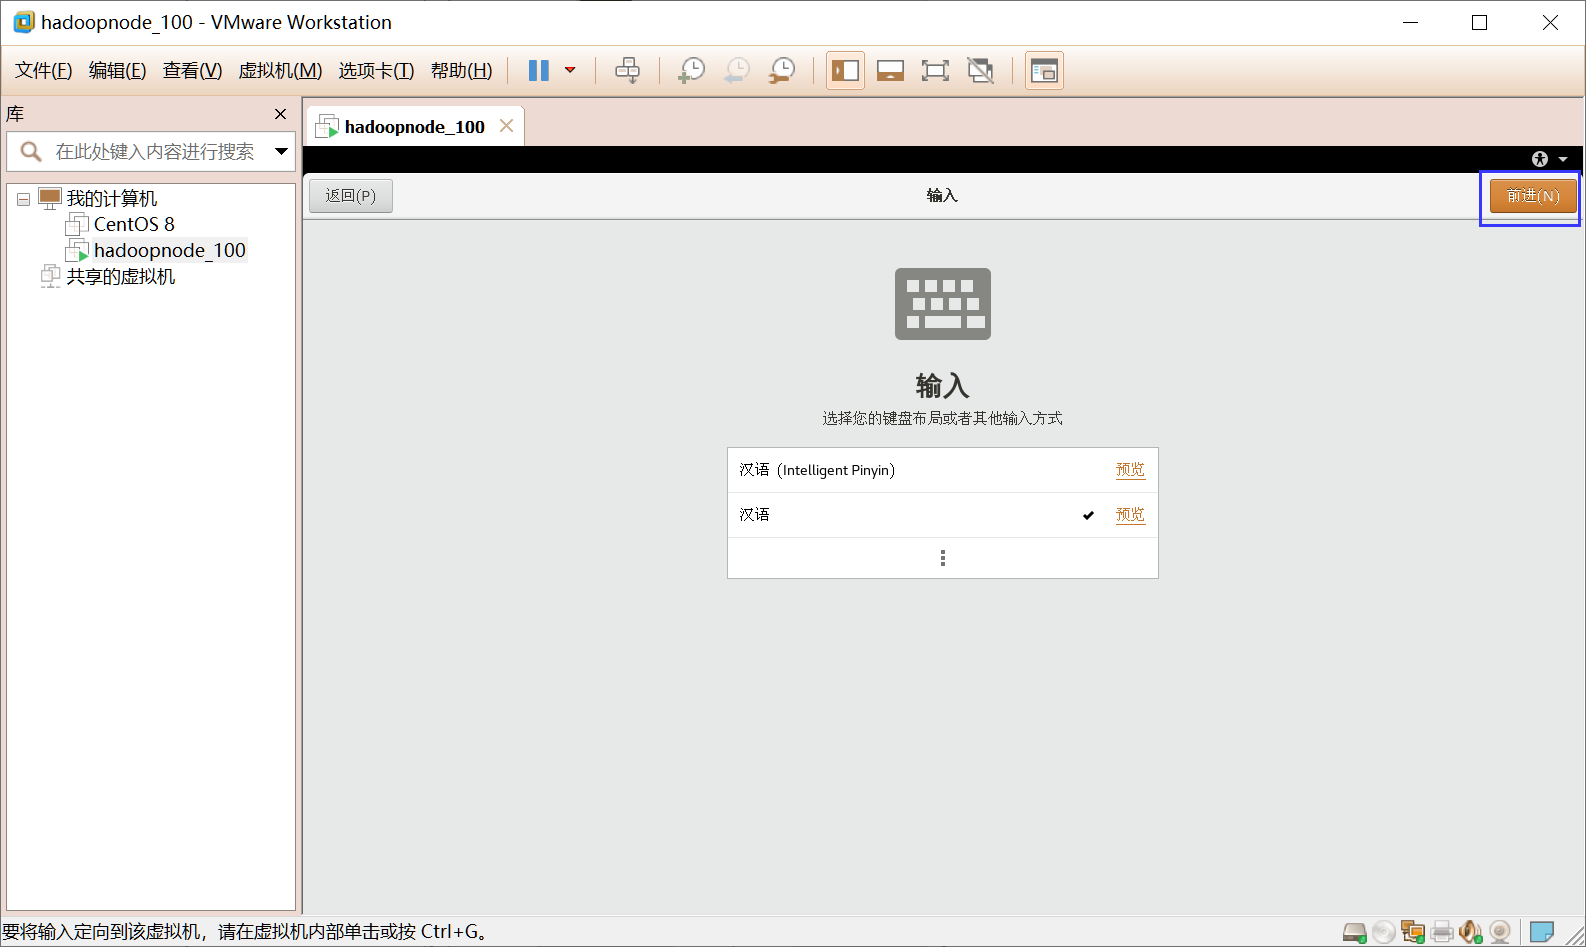 hadoopnode_100 - VMware Workstation
文件(F) 编辑(E) 查看(V) 虚拟机(M) 选项卡(T) 帮助(H)
库
在此处键入内容进行搜索
我的计算机
CentOS 8
hadoopnode_100
共享的虚拟机
hadoopnode_100
返回(P) 输入 前进(N)
输入
选择您的键盘布局或者其他输入方式
汉语 (Intelligent Pinyin) 预览
汉语 预览
要将输入定向到该虚拟机，请在虚拟机内部单击或按 Ctrl+G。